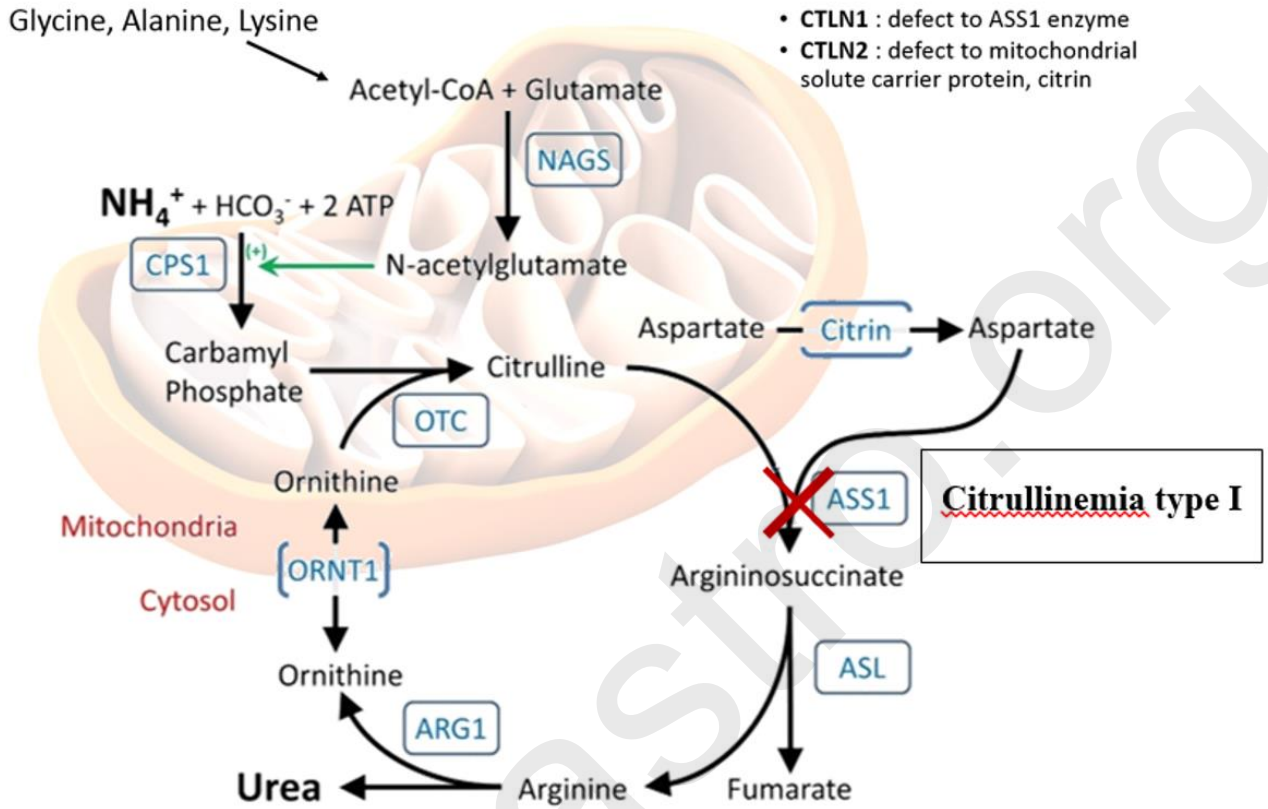 Glycine, Alanine, Lysine
• CTLN1 : defect to ASS1 enzyme
• CTLN2 : defect to mitochondrial
solute carrier protein, citrin
Acetyl-CoA + Glutamate
NAGS
NH₄⁺ + HCO₃⁻ + 2 ATP
CPS1
(+)
N-acetylglutamate
Aspartate
Citrin
Aspartate
Carbamyl
Phosphate
Citrulline
OTC
Ornithine
ASS1
Citrullinemia type I
Mitochondria
ORNT1
Cytosol
Argininosuccinate
Ornithine
ASL
ARG1
Urea
Arginine
Fumarate
astro.org